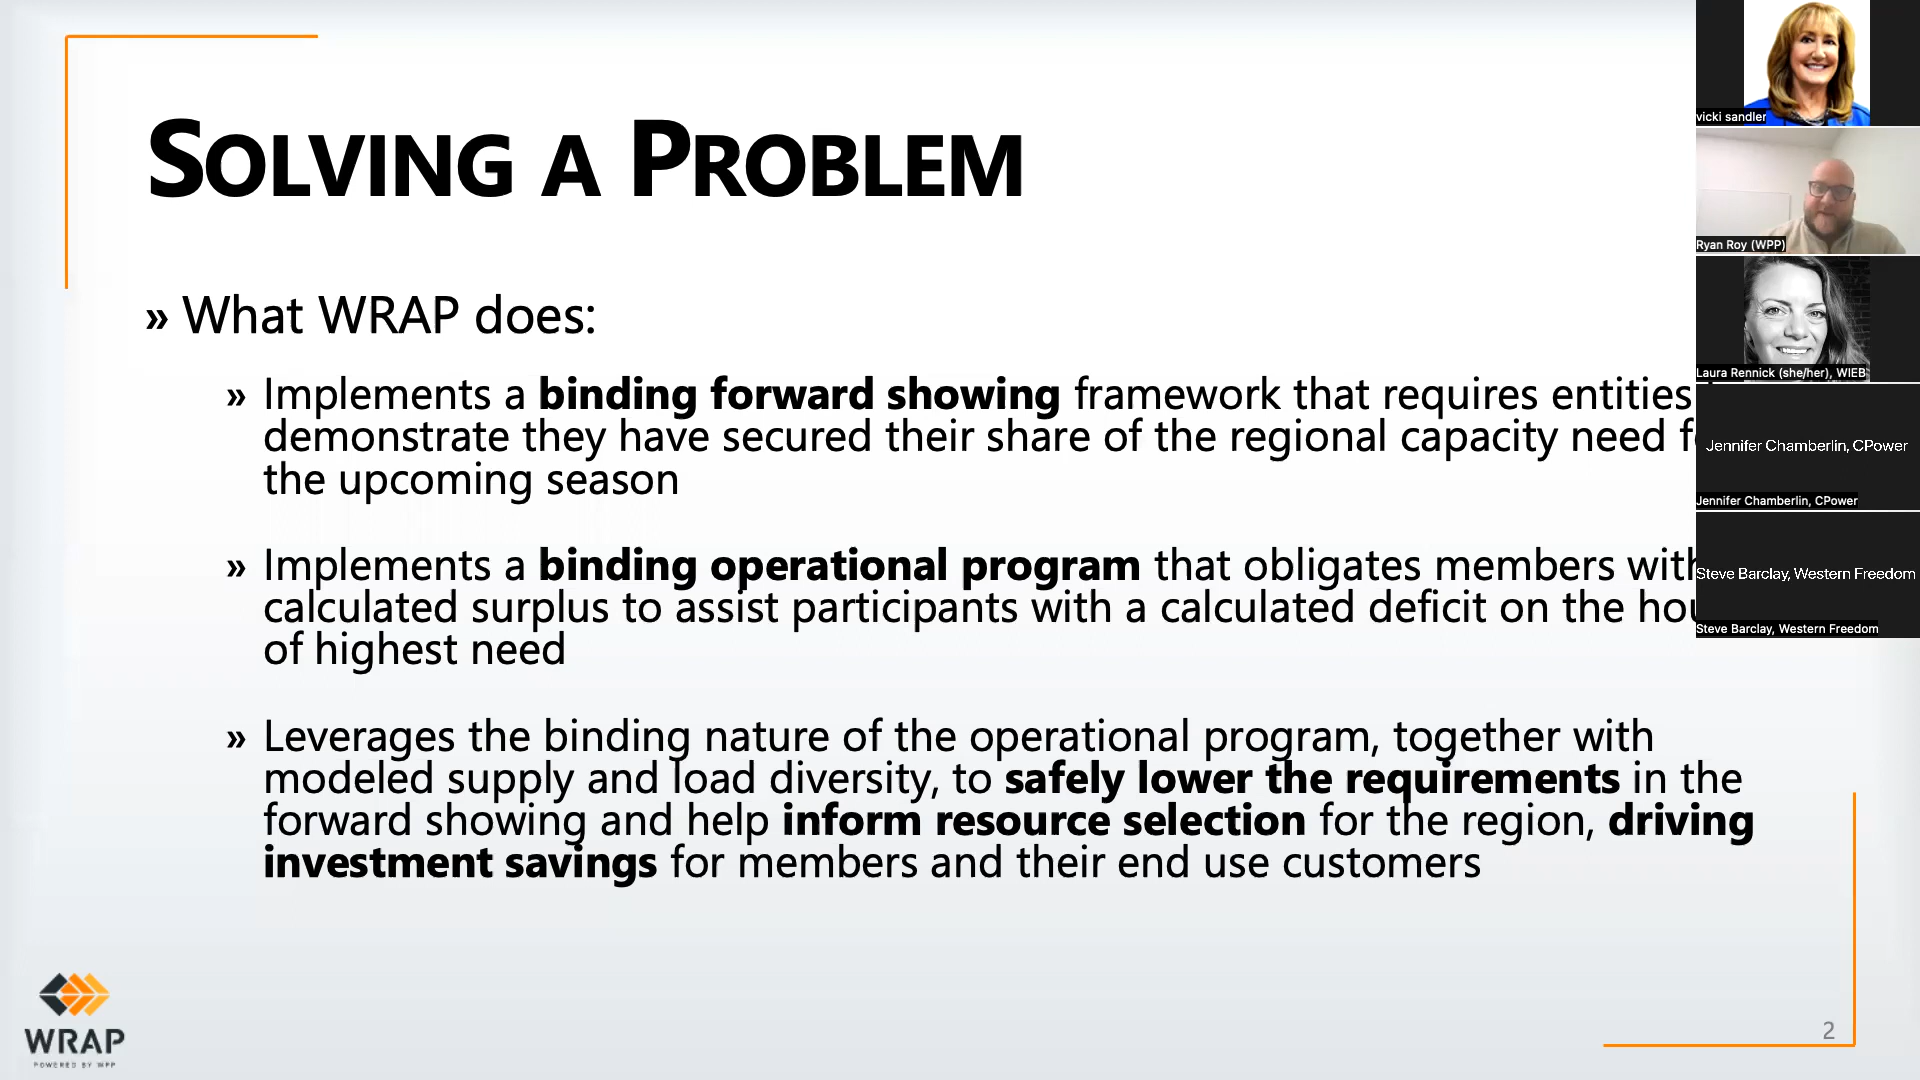 SOLVING A PROBLEM
» What WRAP does:
» Implements a binding forward showing framework that requires entities
demonstrate they have secured their share of the regional capacity need
the upcoming season
» Implements a binding operational program that obligates members with
calculated surplus to assist participants with a calculated deficit on the
of highest need
» Leverages the binding nature of the operational program, together with
modeled supply and load diversity, to safely lower the requirements in the
forward showing and help inform resource selection for the region, driving
investment savings for members and their end use customers
WRAP
POWERED BY WPP
2
vicki sandler
Ryan Roy (WPP)
Laura Rennick (she/her), WIEB
Jennifer Chamberlin, CPower
Jennifer Chamberlin, CPower
Steve Barclay, Western Freedom
Steve Barclay, Western Freedom